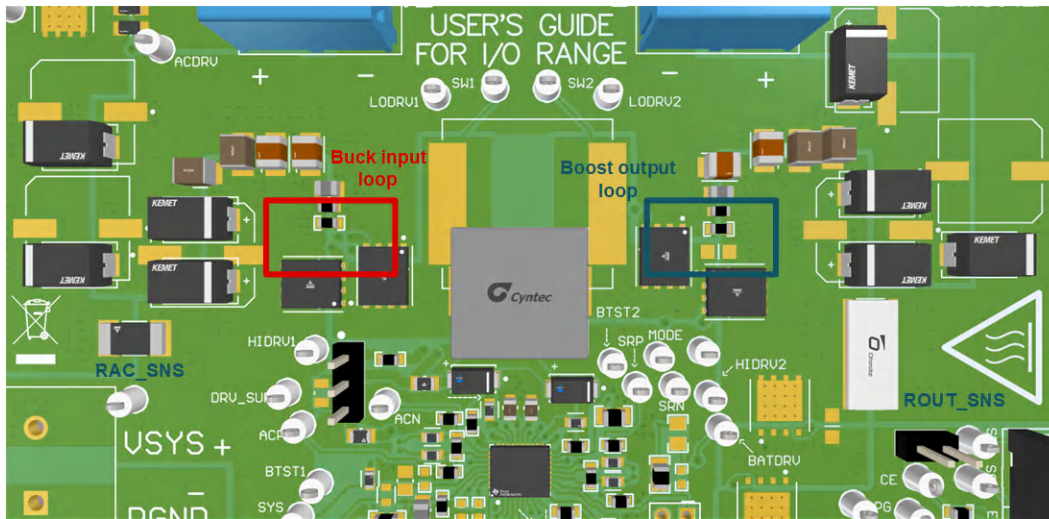 USER'S GUIDE
FOR I/O RANGE
ACDRV
+
-
-
+
LODRV1
SW1
SW2
LODRV2
KEMET
KEMET
KEMET
KEMET
KEMET
KEMET
KEMET
KEMET
KEMET
Buck input
loop
Boost output
loop
Cyntec
RAC_SNS
ROUT_SNS
HIDRV1
BTST2
SRP
MODE
HIDRV2
DRV_SUP
ACN
SRN
ACP
BATDRV
VSYS +
BTST1
SYS
PGND
CE
PG